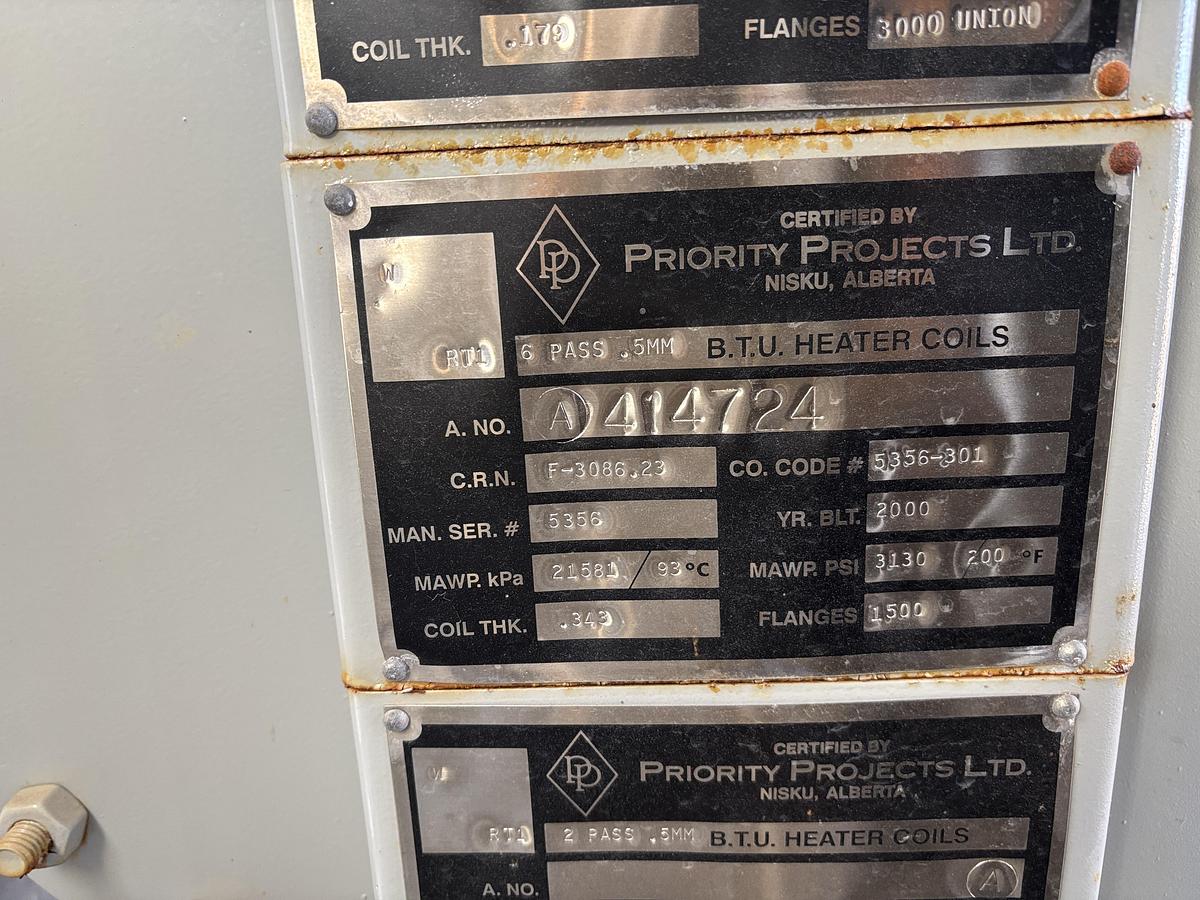 COIL THK. .179 FLANGES 3000 UNION
CERTIFIED BY
PRIORITY PROJECTS LTD.
NISKU, ALBERTA
W
RT1
6 PASS .5MM B.T.U. HEATER COILS
A. NO. A 414724
C.R.N. F-3086.23 CO. CODE # 5356-301
MAN. SER. # 5356 YR. BLT. 2000
MAWP. kPa 21581 / 93 °C MAWP. PSI 3130 / 200 °F
COIL THK. .343 FLANGES 1500
CERTIFIED BY
PRIORITY PROJECTS LTD.
NISKU, ALBERTA
W
RT1
2 PASS .5MM B.T.U. HEATER COILS
A. NO. A